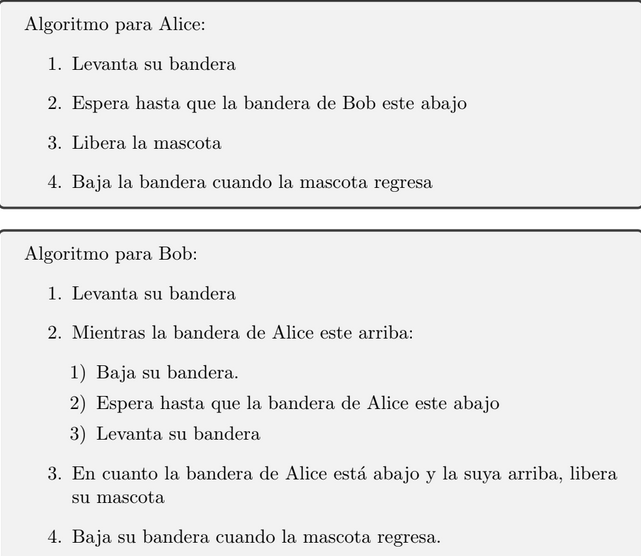 Algoritmo para Alice:
1. Levanta su bandera
2. Espera hasta que la bandera de Bob este abajo
3. Libera la mascota
4. Baja la bandera cuando la mascota regresa
Algoritmo para Bob:
1. Levanta su bandera
2. Mientras la bandera de Alice este arriba:
1) Baja su bandera.
2) Espera hasta que la bandera de Alice este abajo
3) Levanta su bandera
3. En cuanto la bandera de Alice está abajo y la suya arriba, libera
su mascota
4. Baja su bandera cuando la mascota regresa.